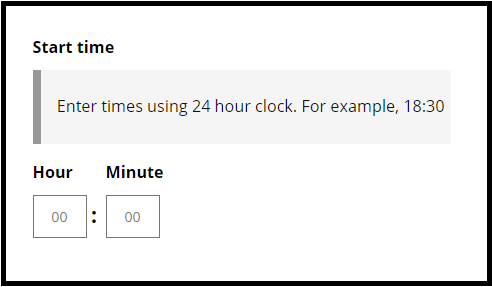 Start time
Enter times using 24 hour clock. For example, 18:30
Hour Minute
00 : 00